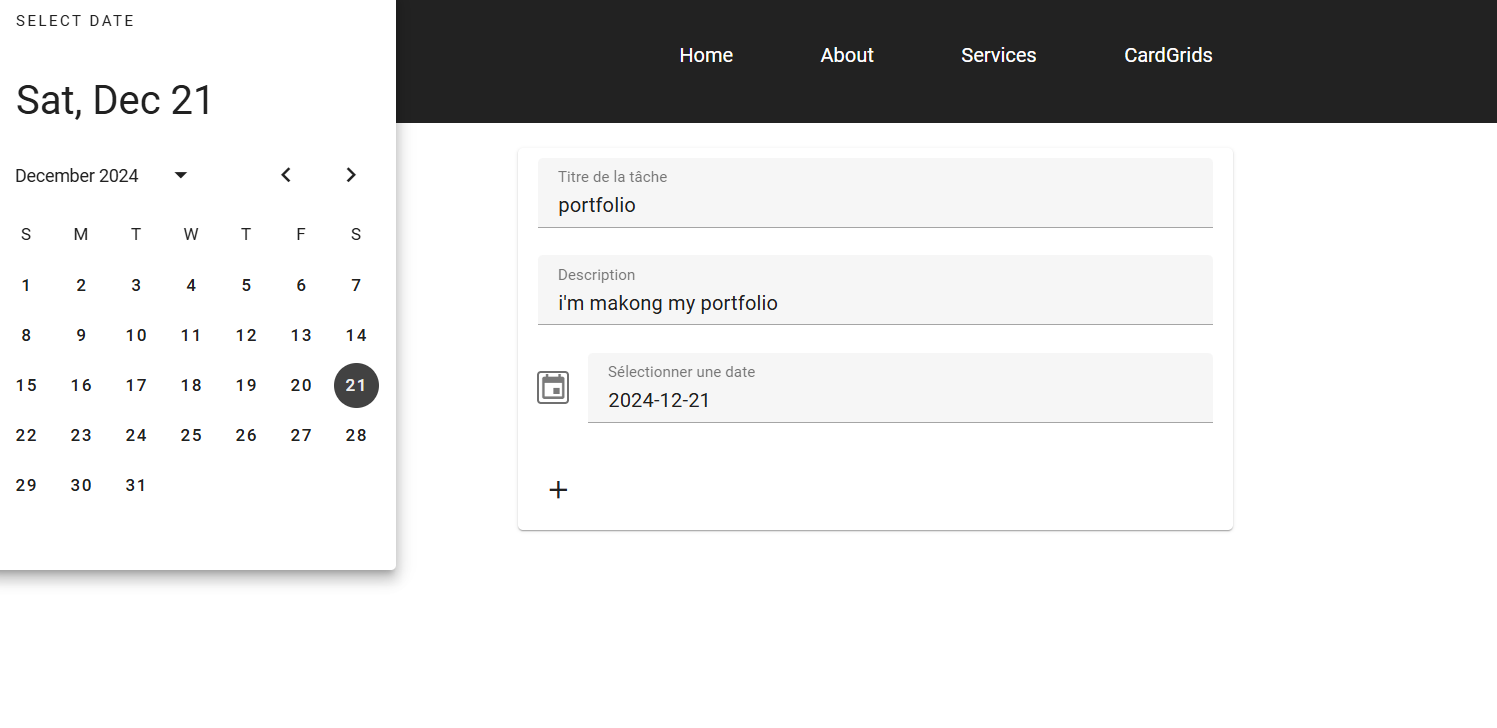 SELECT DATE
Sat, Dec 21
December 2024
S M T W T F S
1 2 3 4 5 6 7
8 9 10 11 12 13 14
15 16 17 18 19 20 21
22 23 24 25 26 27 28
29 30 31
Home About Services CardGrids
Titre de la tâche
portfolio
Description
i'm makong my portfolio
Sélectionner une date
2024-12-21